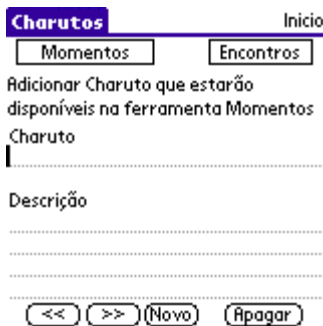 Charutos Inicio
Momentos Encontros
Adicionar Charuto que estarão
disponíveis na ferramenta Momentos
Charuto
Descrição
<< >> Novo Apagar